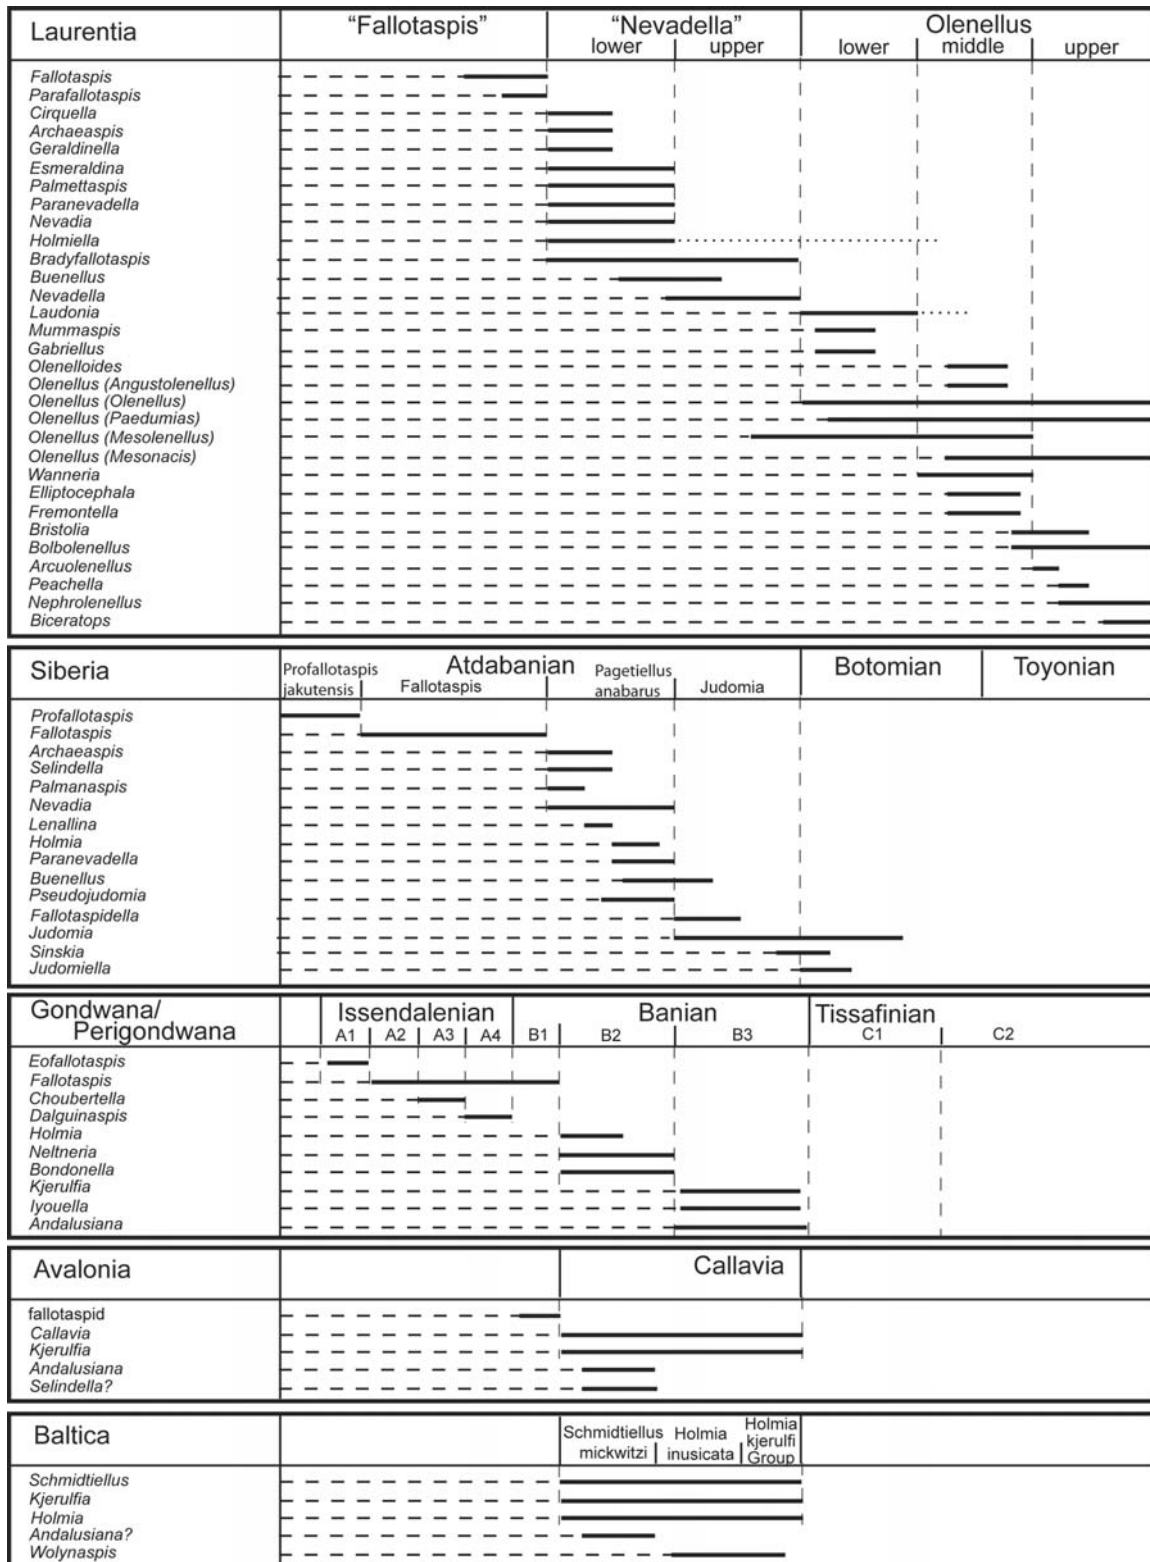 Laurentia
“Fallotaspis”
“Nevadella”
Olenellus
lower
upper
lower
middle
upper
Fallotaspis
Parafallotaspis
Cirquella
Archaeaspis
Geraldinella
Esmeraldina
Palmettaspis
Paranevadella
Nevadia
Holmiella
Bradyfallotaspis
Buenellus
Nevadella
Laudonia
Mummaspis
Gabriellus
Olenelloides
Olenellus (Angustolenellus)
Olenellus (Olenellus)
Olenellus (Paedumias)
Olenellus (Mesolenellus)
Olenellus (Mesonacis)
Wanneria
Elliptocephala
Fremontella
Bristolia
Bolbolenellus
Arcuolenellus
Peachella
Nephrolenellus
Biceratops
Siberia
Atdabanian
Botomian
Toyonian
Profallotaspis
jakutensis
Fallotaspis
Pagetiellus
anabarus
Judomia
Profallotaspis
Fallotaspis
Archaeaspis
Selindella
Palmanaspis
Nevadia
Lenallina
Holmia
Paranevadella
Buenellus
Pseudojudomia
Fallotaspidella
Judomia
Sinskia
Judomiella
Gondwana/
Perigondwana
Issendalenian
Banian
Tissafinian
A1
A2
A3
A4
B1
B2
B3
C1
C2
Eofallotaspis
Fallotaspis
Choubertella
Dalguinaspis
Holmia
Neltneria
Bondonella
Kjerulfia
Iyouella
Andalusiana
Avalonia
Callavia
fallotaspid
Callavia
Kjerulfia
Andalusiana
Selindella?
Baltica
Schmidtiellus
mickwitzi
Holmia
inusicata
Holmia
kjerulfi
Group
Schmidtiellus
Kjerulfia
Holmia
Andalusiana?
Wolynaspis